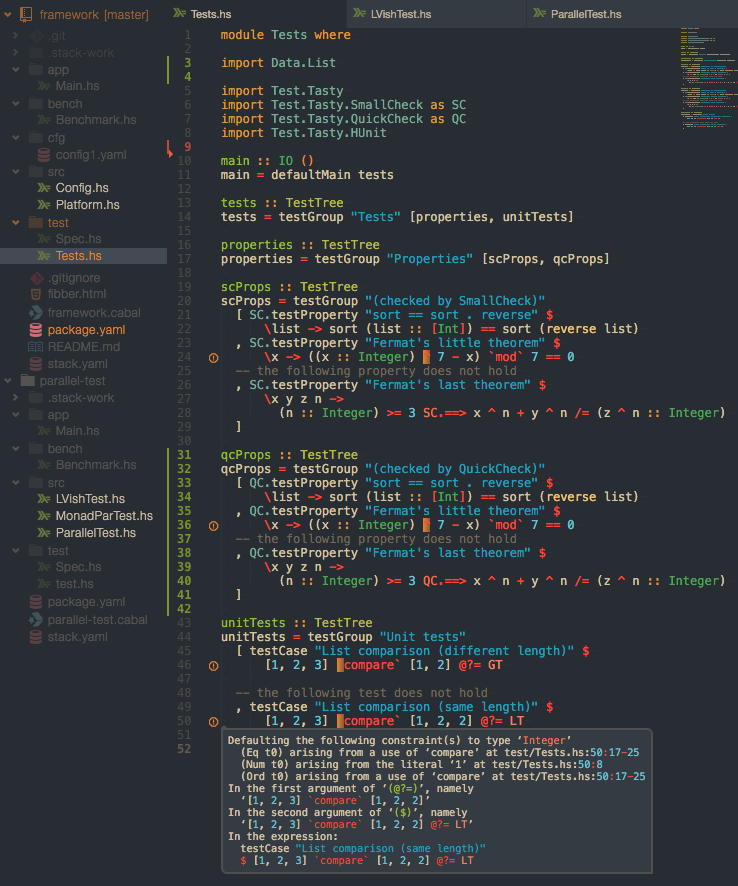 framework [master]
.git
.stack-work
app
Main.hs
bench
Benchmark.hs
cfg
config1.yaml
src
Config.hs
Platform.hs
test
Spec.hs
Tests.hs
.gitignore
fibber.html
framework.cabal
package.yaml
README.md
stack.yaml
parallel-test
.stack-work
app
Main.hs
bench
Benchmark.hs
src
LVishTest.hs
MonadParTest.hs
ParallelTest.hs
test
Spec.hs
test.hs
package.yaml
parallel-test.cabal
stack.yaml
Tests.hs
LVishTest.hs
ParallelTest.hs
1 module Tests where
2
3 import Data.List
4
5 import Test.Tasty
6 import Test.Tasty.SmallCheck as SC
7 import Test.Tasty.QuickCheck as QC
8 import Test.Tasty.HUnit
9
10 main :: IO ()
11 main = defaultMain tests
12
13 tests :: TestTree
14 tests = testGroup "Tests" [properties, unitTests]
15
16 properties :: TestTree
17 properties = testGroup "Properties" [scProps, qcProps]
18
19 scProps :: TestTree
20 scProps = testGroup "(checked by SmallCheck)"
21 [ SC.testProperty "sort == sort . reverse" $
22 \list -> sort (list :: [Int]) == sort (reverse list)
23 , SC.testProperty "Fermat's little theorem" $
24 \x -> ((x :: Integer) ^ 7 - x) `mod` 7 == 0
25 -- the following property does not hold
26 , SC.testProperty "Fermat's last theorem" $
27 \x y z n ->
28 (n :: Integer) >= 3 SC.==> x ^ n + y ^ n /= (z ^ n :: Integer)
29 ]
30
31 qcProps :: TestTree
32 qcProps = testGroup "(checked by QuickCheck)"
33 [ QC.testProperty "sort == sort . reverse" $
34 \list -> sort (list :: [Int]) == sort (reverse list)
35 , QC.testProperty "Fermat's little theorem" $
36 \x -> ((x :: Integer) ^ 7 - x) `mod` 7 == 0
37 -- the following property does not hold
38 , QC.testProperty "Fermat's last theorem" $
39 \x y z n ->
40 (n :: Integer) >= 3 QC.==> x ^ n + y ^ n /= (z ^ n :: Integer)
41 ]
42
43 unitTests :: TestTree
44 unitTests = testGroup "Unit tests"
45 [ testCase "List comparison (different length)" $
46 [1, 2, 3] `compare` [1, 2] @?= GT
47
48 -- the following test does not hold
49 , testCase "List comparison (same length)" $
50 [1, 2, 3] `compare` [1, 2, 2] @?= LT
51
52
Defaulting the following constraint(s) to type ‘Integer’
(Eq t0) arising from a use of ‘compare’ at test/Tests.hs:50:17-25
(Num t0) arising from the literal ‘1’ at test/Tests.hs:50:8
(Ord t0) arising from a use of ‘compare’ at test/Tests.hs:50:17-25
In the first argument of ‘(@?=)’, namely
‘[1, 2, 3] `compare` [1, 2, 2]’
In the second argument of ‘($)’, namely
‘[1, 2, 3] `compare` [1, 2, 2] @?= LT’
In the expression:
testCase "List comparison (same length)"
$ [1, 2, 3] `compare` [1, 2, 2] @?= LT